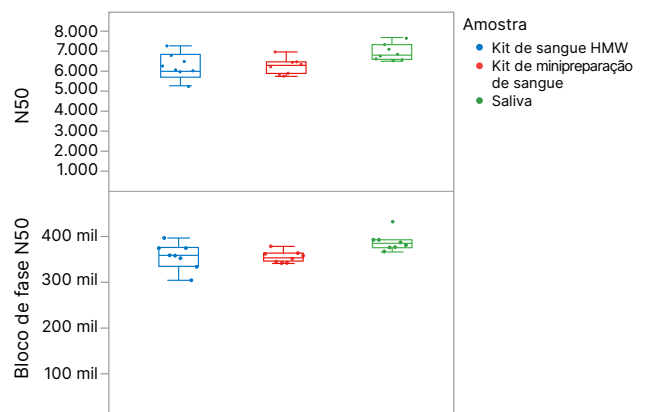 Amostra
Kit de sangue HMW
Kit de minipreparação
de sangue
Saliva
N50
8.000
7.000
6.000
5.000
4.000
3.000
2.000
1.000
Bloco de fase N50
400 mil
300 mil
200 mil
100 mil